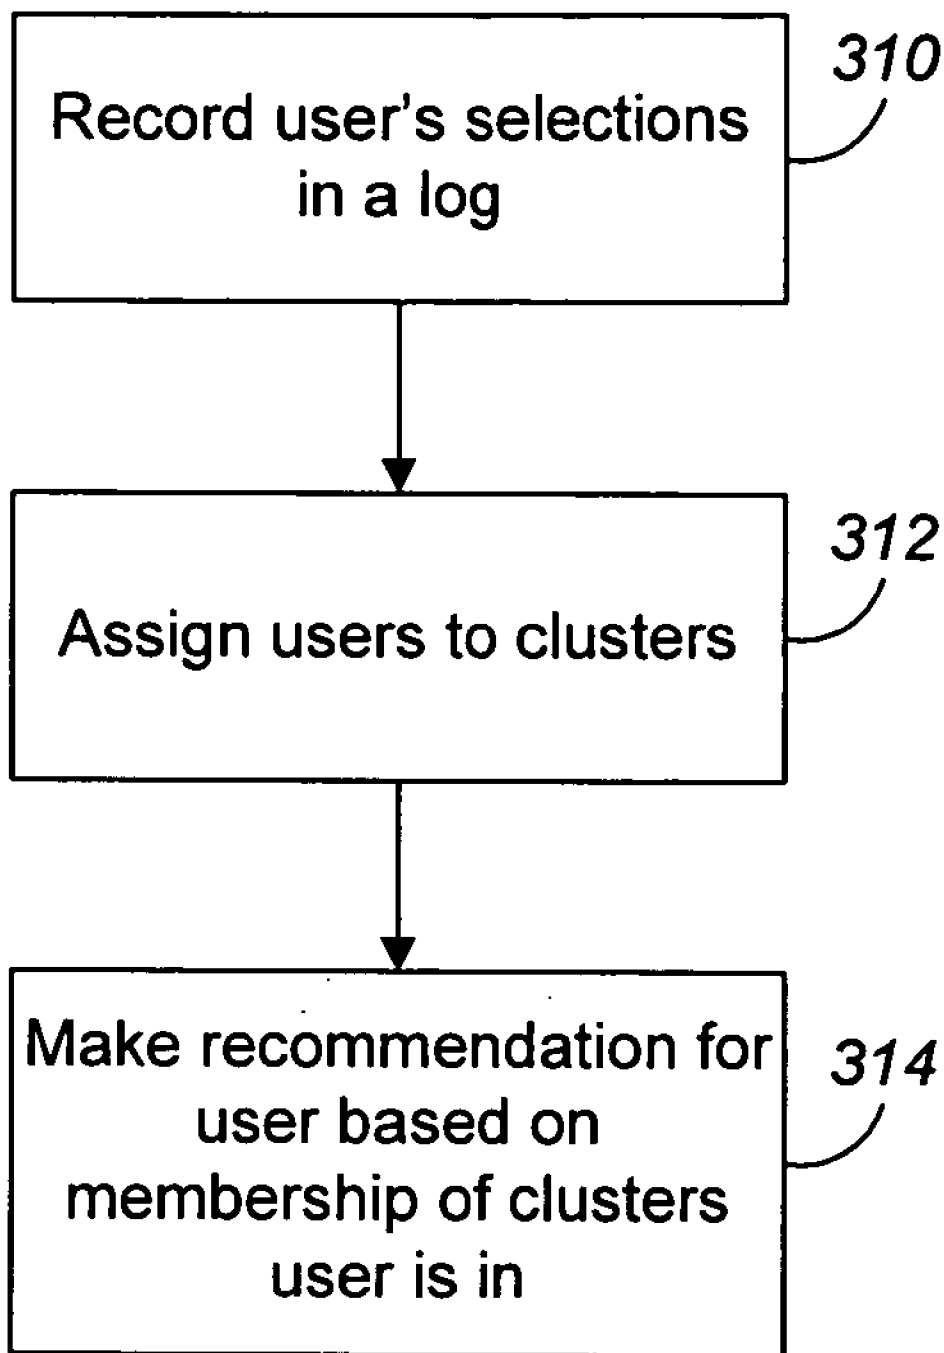 310
Record user's selections
in a log
312
Assign users to clusters
314
Make recommendation for
user based on
membership of clusters
user is in